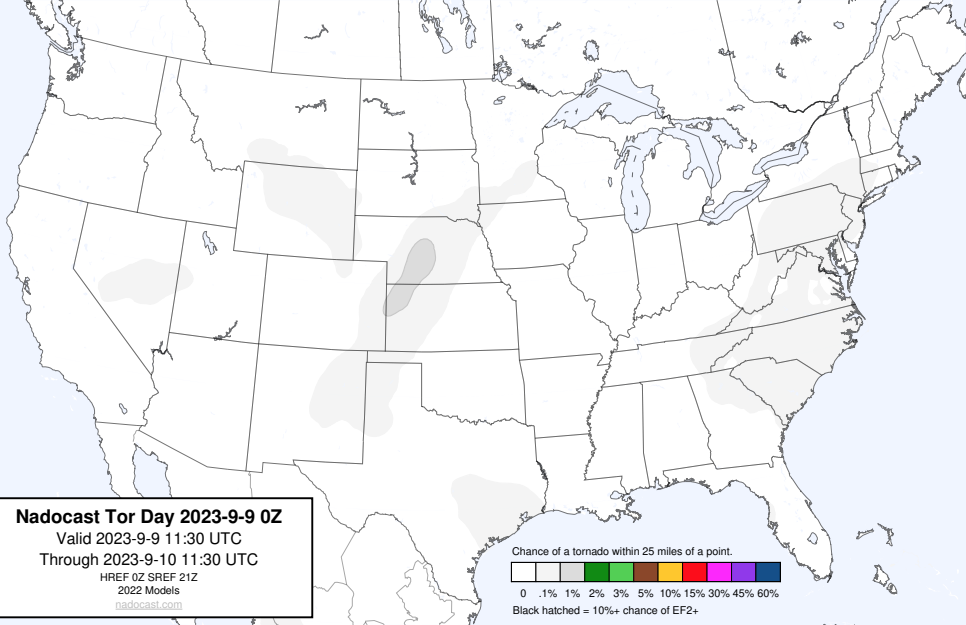 Nadocast Tor Day 2023-9-9 0Z
Valid 2023-9-9 11:30 UTC
Through 2023-9-10 11:30 UTC
HREF 0Z SREF 21Z
2022 Models
nadocast.com
Chance of a tornado within 25 miles of a point.
0 .1% 1% 2% 3% 5% 10% 15% 30% 45% 60%
Black hatched = 10%+ chance of EF2+